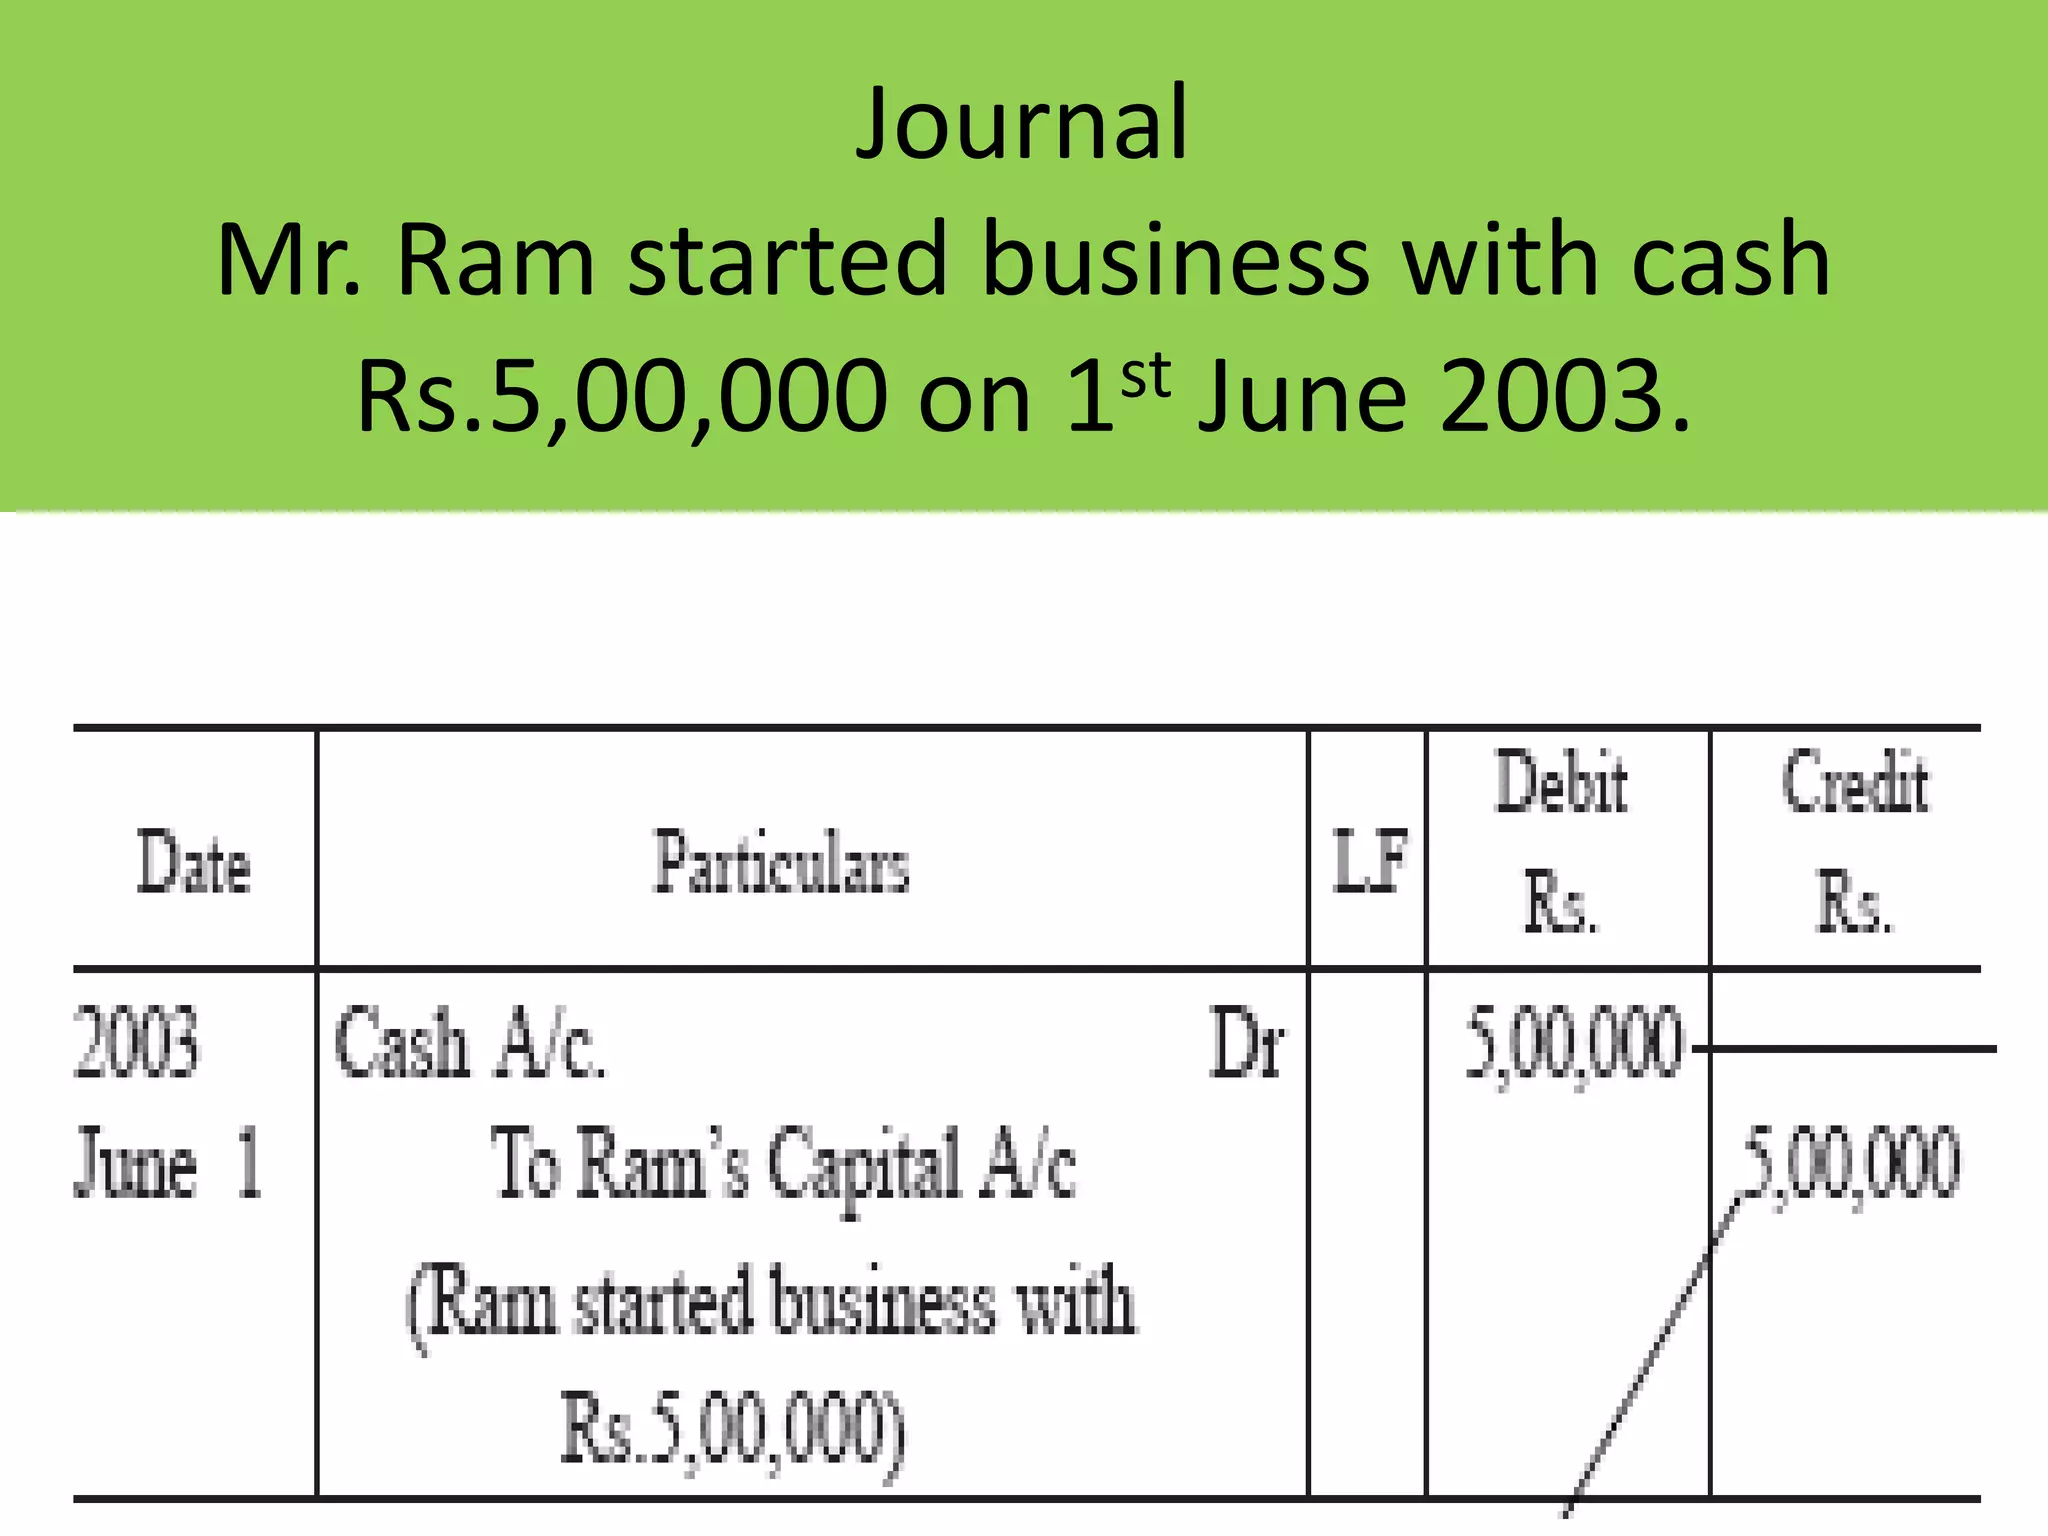 Journal
Mr. Ram started business with cash
Rs.5,00,000 on 1st June 2003.
Date Particulars L.F Debit Rs. Credit Rs.
2003 Cash A/c. Dr 5,00,000
June 1 To Ram's Capital A/c 5,00,000
(Ram started business with
Rs.5,00,000)